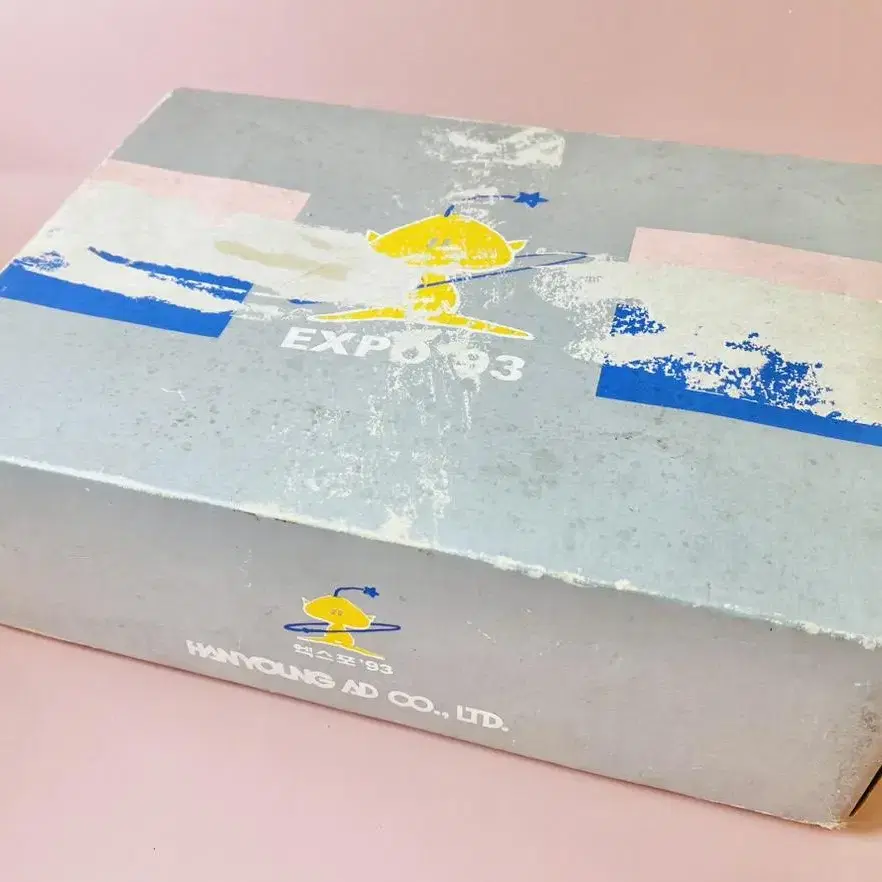 EXPO '93
엑스포 '93
HANYOUNG AD CO., LTD.